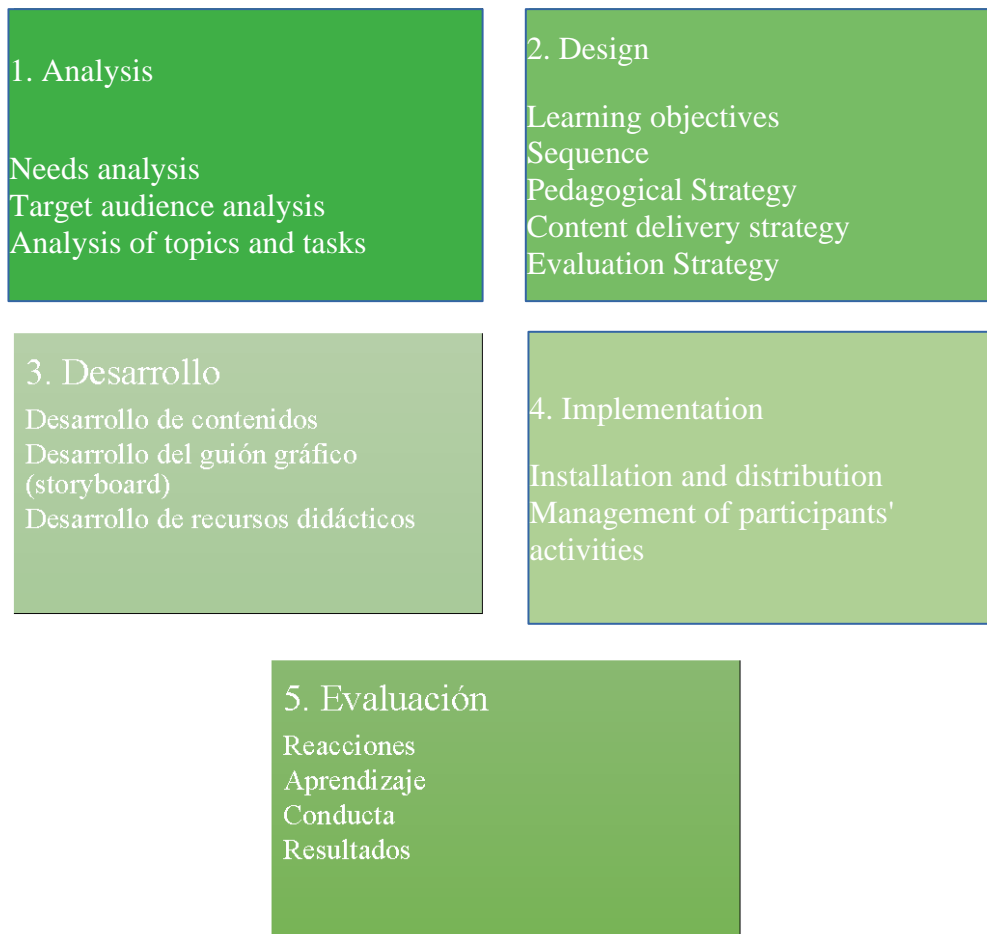 1. Analysis
Needs analysis
Target audience analysis
Analysis of topics and tasks
2. Design
Learning objectives
Sequence
Pedagogical Strategy
Content delivery strategy
Evaluation Strategy
3. Desarrollo
Desarrollo de contenidos
Desarrollo del guión gráfico
(storyboard)
Desarrollo de recursos didácticos
4. Implementation
Installation and distribution
Management of participants'
activities
5. Evaluación
Reacciones
Aprendizaje
Conducta
Resultados